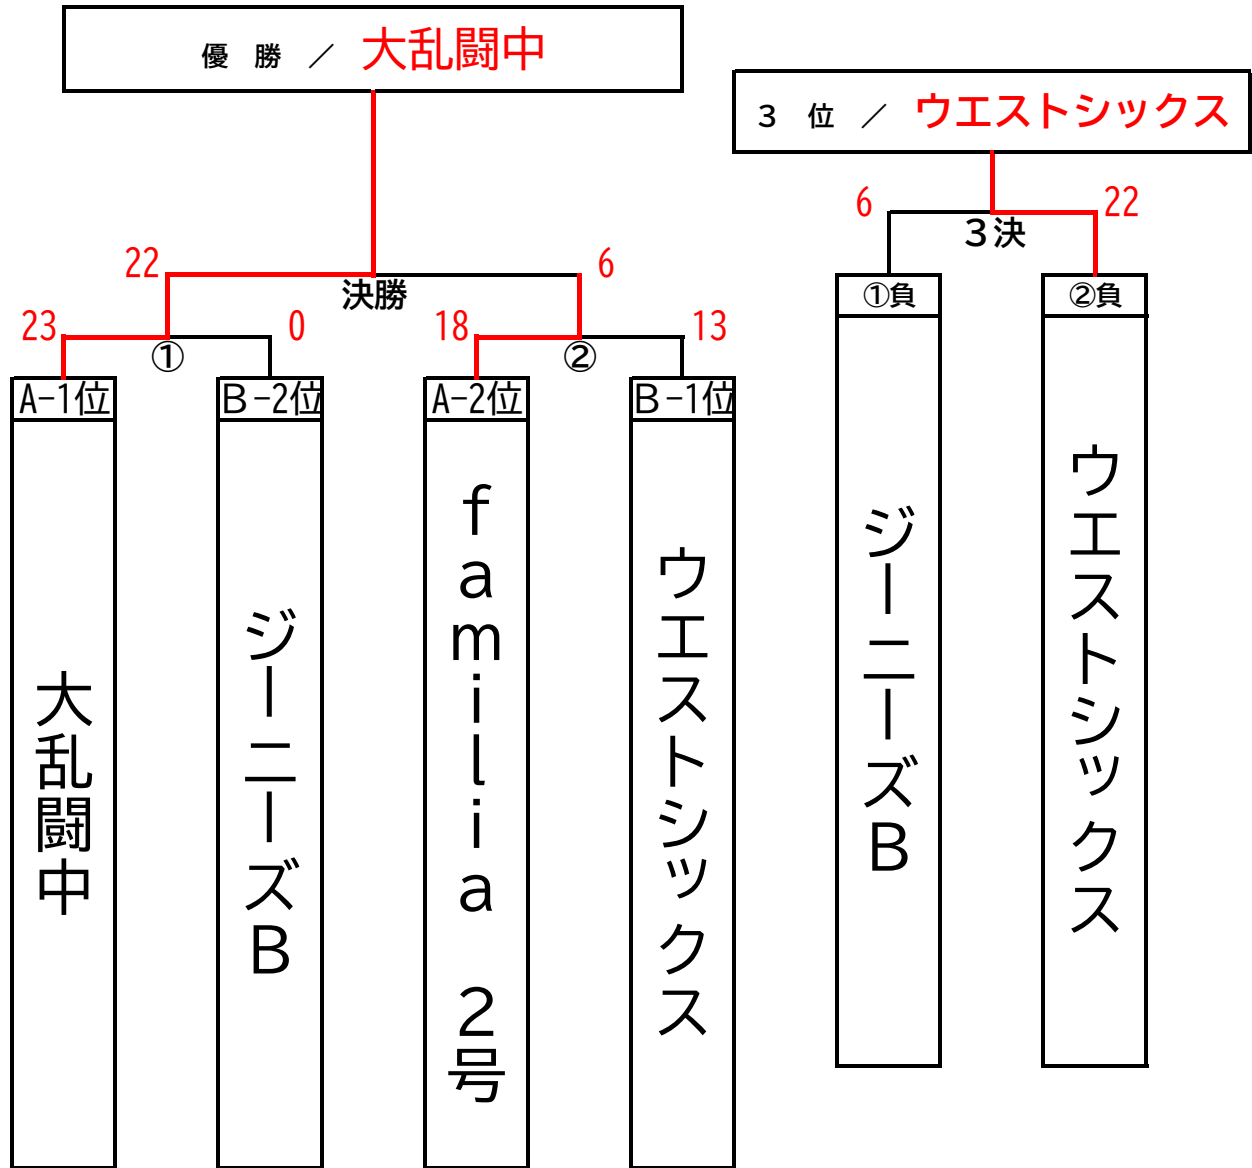 優 勝 ／ 大乱闘中
３ 位 ／ ウエストシックス
6
22
３決
22
6
決勝
①負
②負
23
0
18
13
①
②
A-1位
Ｂ-2位
A-2位
Ｂ-1位
大乱闘中
ジーニーズＢ
ｆａｍｉｌｉａ　２号
ウエストシックス
ジーニーズＢ
ウエストシックス